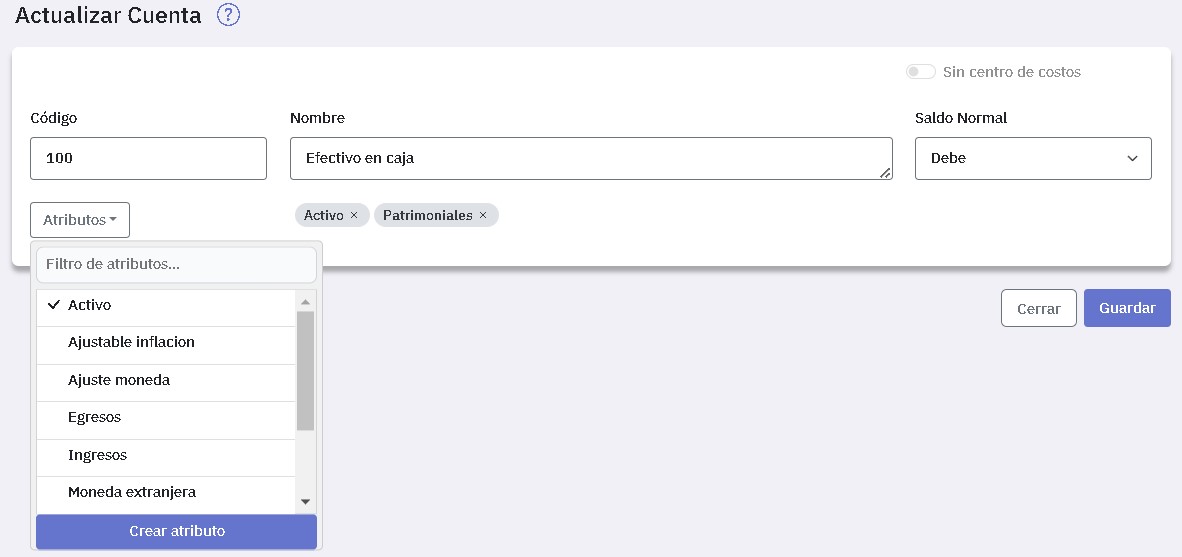 Actualizar Cuenta ?
Sin centro de costos
Código
Nombre
Saldo Normal
100
Efectivo en caja
Debe
Atributos
Activo ×
Patrimoniales ×
Filtro de atributos...
Activo
Ajustable inflacion
Ajuste moneda
Egresos
Ingresos
Moneda extranjera
Crear atributo
Cerrar
Guardar